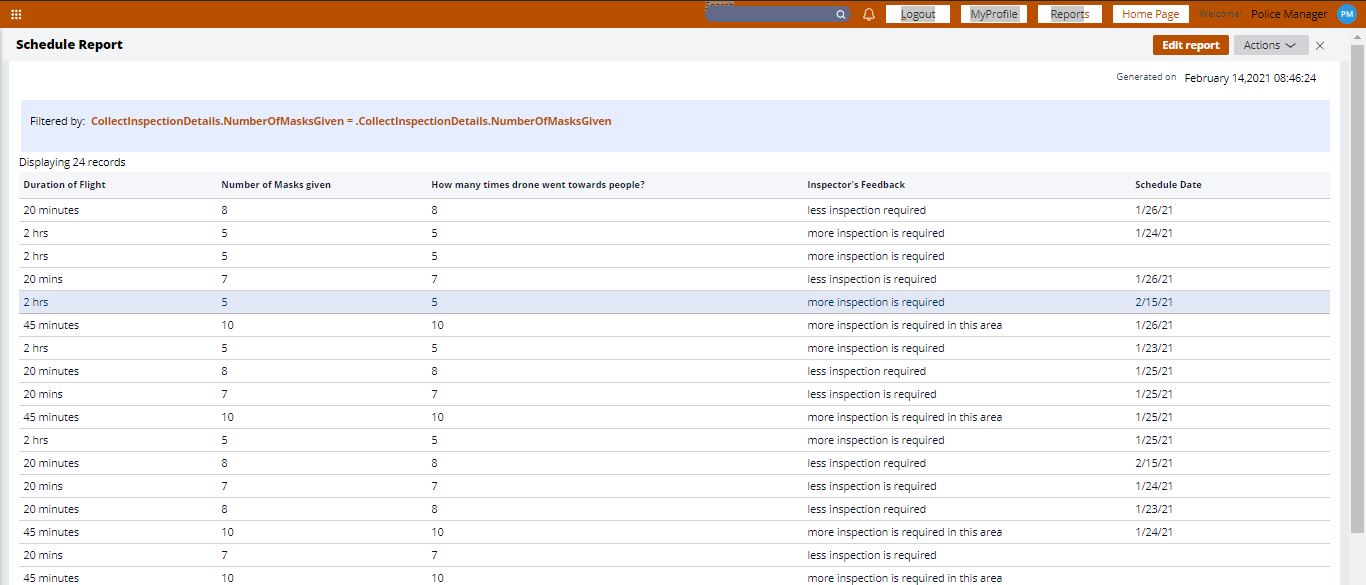 Search Logout MyProfile Reports Home Page Welcome! Police Manager PM
Schedule Report Edit report Actions
Generated on February 14,2021 08:46:24
Filtered by: CollectInspectionDetails.NumberOfMasksGiven = .CollectInspectionDetails.NumberOfMasksGiven
Displaying 24 records
Duration of Flight Number of Masks given How many times drone went towards people? Inspector's Feedback Schedule Date
20 minutes 8 8 less inspection required 1/26/21
2 hrs 5 5 more inspection is required 1/24/21
2 hrs 5 5 more inspection is required
20 mins 7 7 less inspection is required 1/26/21
2 hrs 5 5 more inspection is required 2/15/21
45 minutes 10 10 more inspection is required in this area 1/26/21
2 hrs 5 5 more inspection is required 1/23/21
20 minutes 8 8 less inspection required 1/25/21
20 mins 7 7 less inspection is required 1/25/21
45 minutes 10 10 more inspection is required in this area 1/25/21
2 hrs 5 5 more inspection is required 1/25/21
20 minutes 8 8 less inspection required 2/15/21
20 mins 7 7 less inspection is required 1/24/21
20 minutes 8 8 less inspection required 1/23/21
45 minutes 10 10 more inspection is required in this area 1/24/21
20 mins 7 7 less inspection is required
45 minutes 10 10 more inspection is required in this area